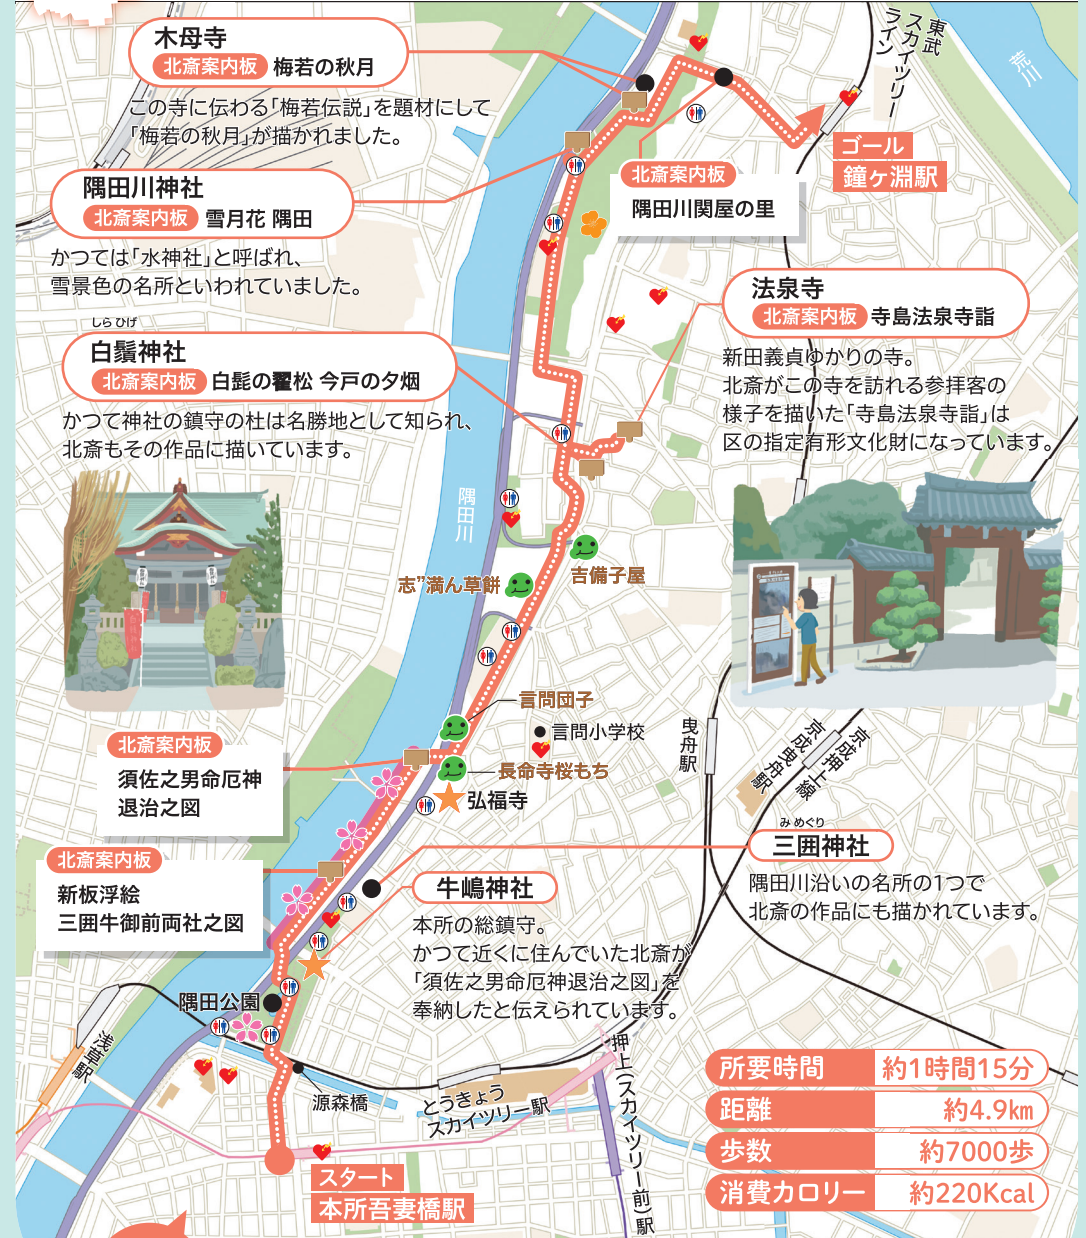 木母寺
北斎案内板 梅若の秋月
この寺に伝わる「梅若伝説」を題材にして
「梅若の秋月」が描かれました。
東武
スカイツリー
ライン
荒川
ゴール
鐘ヶ淵駅
隅田川神社
北斎案内板 雪月花 隅田
かつては「水神社」と呼ばれ、
雪景色の名所といわれていました。
北斎案内板
隅田川関屋の里
法泉寺
北斎案内板 寺島法泉寺詣
新田義貞ゆかりの寺。
北斎がこの寺を訪れる参拝客の
様子を描いた「寺島法泉寺詣」は
区の指定有形文化財になっています。
しらひげ
白鬚神社
北斎案内板 白髭の翟松 今戸の夕烟
かつて神社の鎮守の杜は名勝地として知られ、
北斎もその作品に描いています。
隅田川
吉備子屋
志"満ん草餅
言問団子
言問小学校
長命寺桜もち
弘福寺
曳舟駅
京成押上線
京成曳舟駅
北斎案内板
須佐之男命厄神
退治之図
北斎案内板
新板浮絵
三囲牛御前両社之図
みめぐり
三囲神社
隅田川沿いの名所の1つで
北斎の作品にも描かれています。
牛嶋神社
本所の総鎮守。
かつて近くに住んでいた北斎が
「須佐之男命厄神退治之図」を
奉納したと伝えられています。
隅田公園
浅草駅
源森橋
とうきょう
スカイツリー駅
押上(スカイツリー前)駅
スタート
本所吾妻橋駅
所要時間 約1時間15分
距離 約4.9km
歩数 約7000歩
消費カロリー 約220Kcal